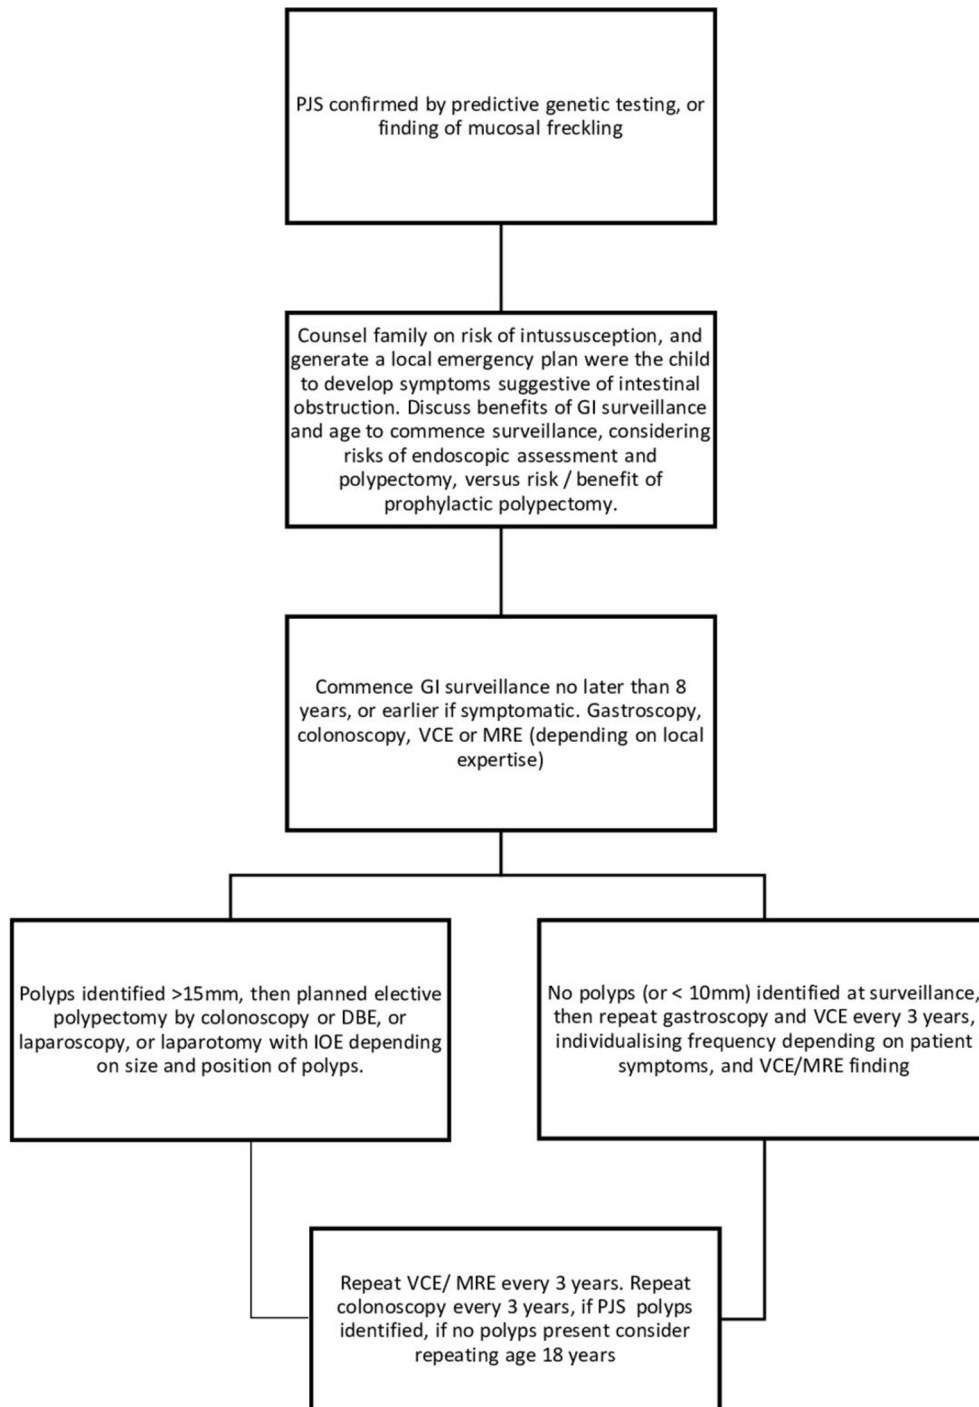 PJS confirmed by predictive genetic testing, or
finding of mucosal freckling
Counsel family on risk of intussusception, and
generate a local emergency plan were the child
to develop symptoms suggestive of intestinal
obstruction. Discuss benefits of GI surveillance
and age to commence surveillance, considering
risks of endoscopic assessment and
polypectomy, versus risk / benefit of
prophylactic polypectomy.
Commence GI surveillance no later than 8
years, or earlier if symptomatic. Gastroscopy,
colonoscopy, VCE or MRE (depending on local
expertise)
Polyps identified >15mm, then planned elective
polypectomy by colonoscopy or DBE, or
laparoscopy, or laparotomy with IOE depending
on size and position of polyps.
No polyps (or < 10mm) identified at surveillance,
then repeat gastroscopy and VCE every 3 years,
individualising frequency depending on patient
symptoms, and VCE/MRE finding
Repeat VCE/ MRE every 3 years. Repeat
colonoscopy every 3 years, if PJS polyps
identified, if no polyps present consider
repeating age 18 years